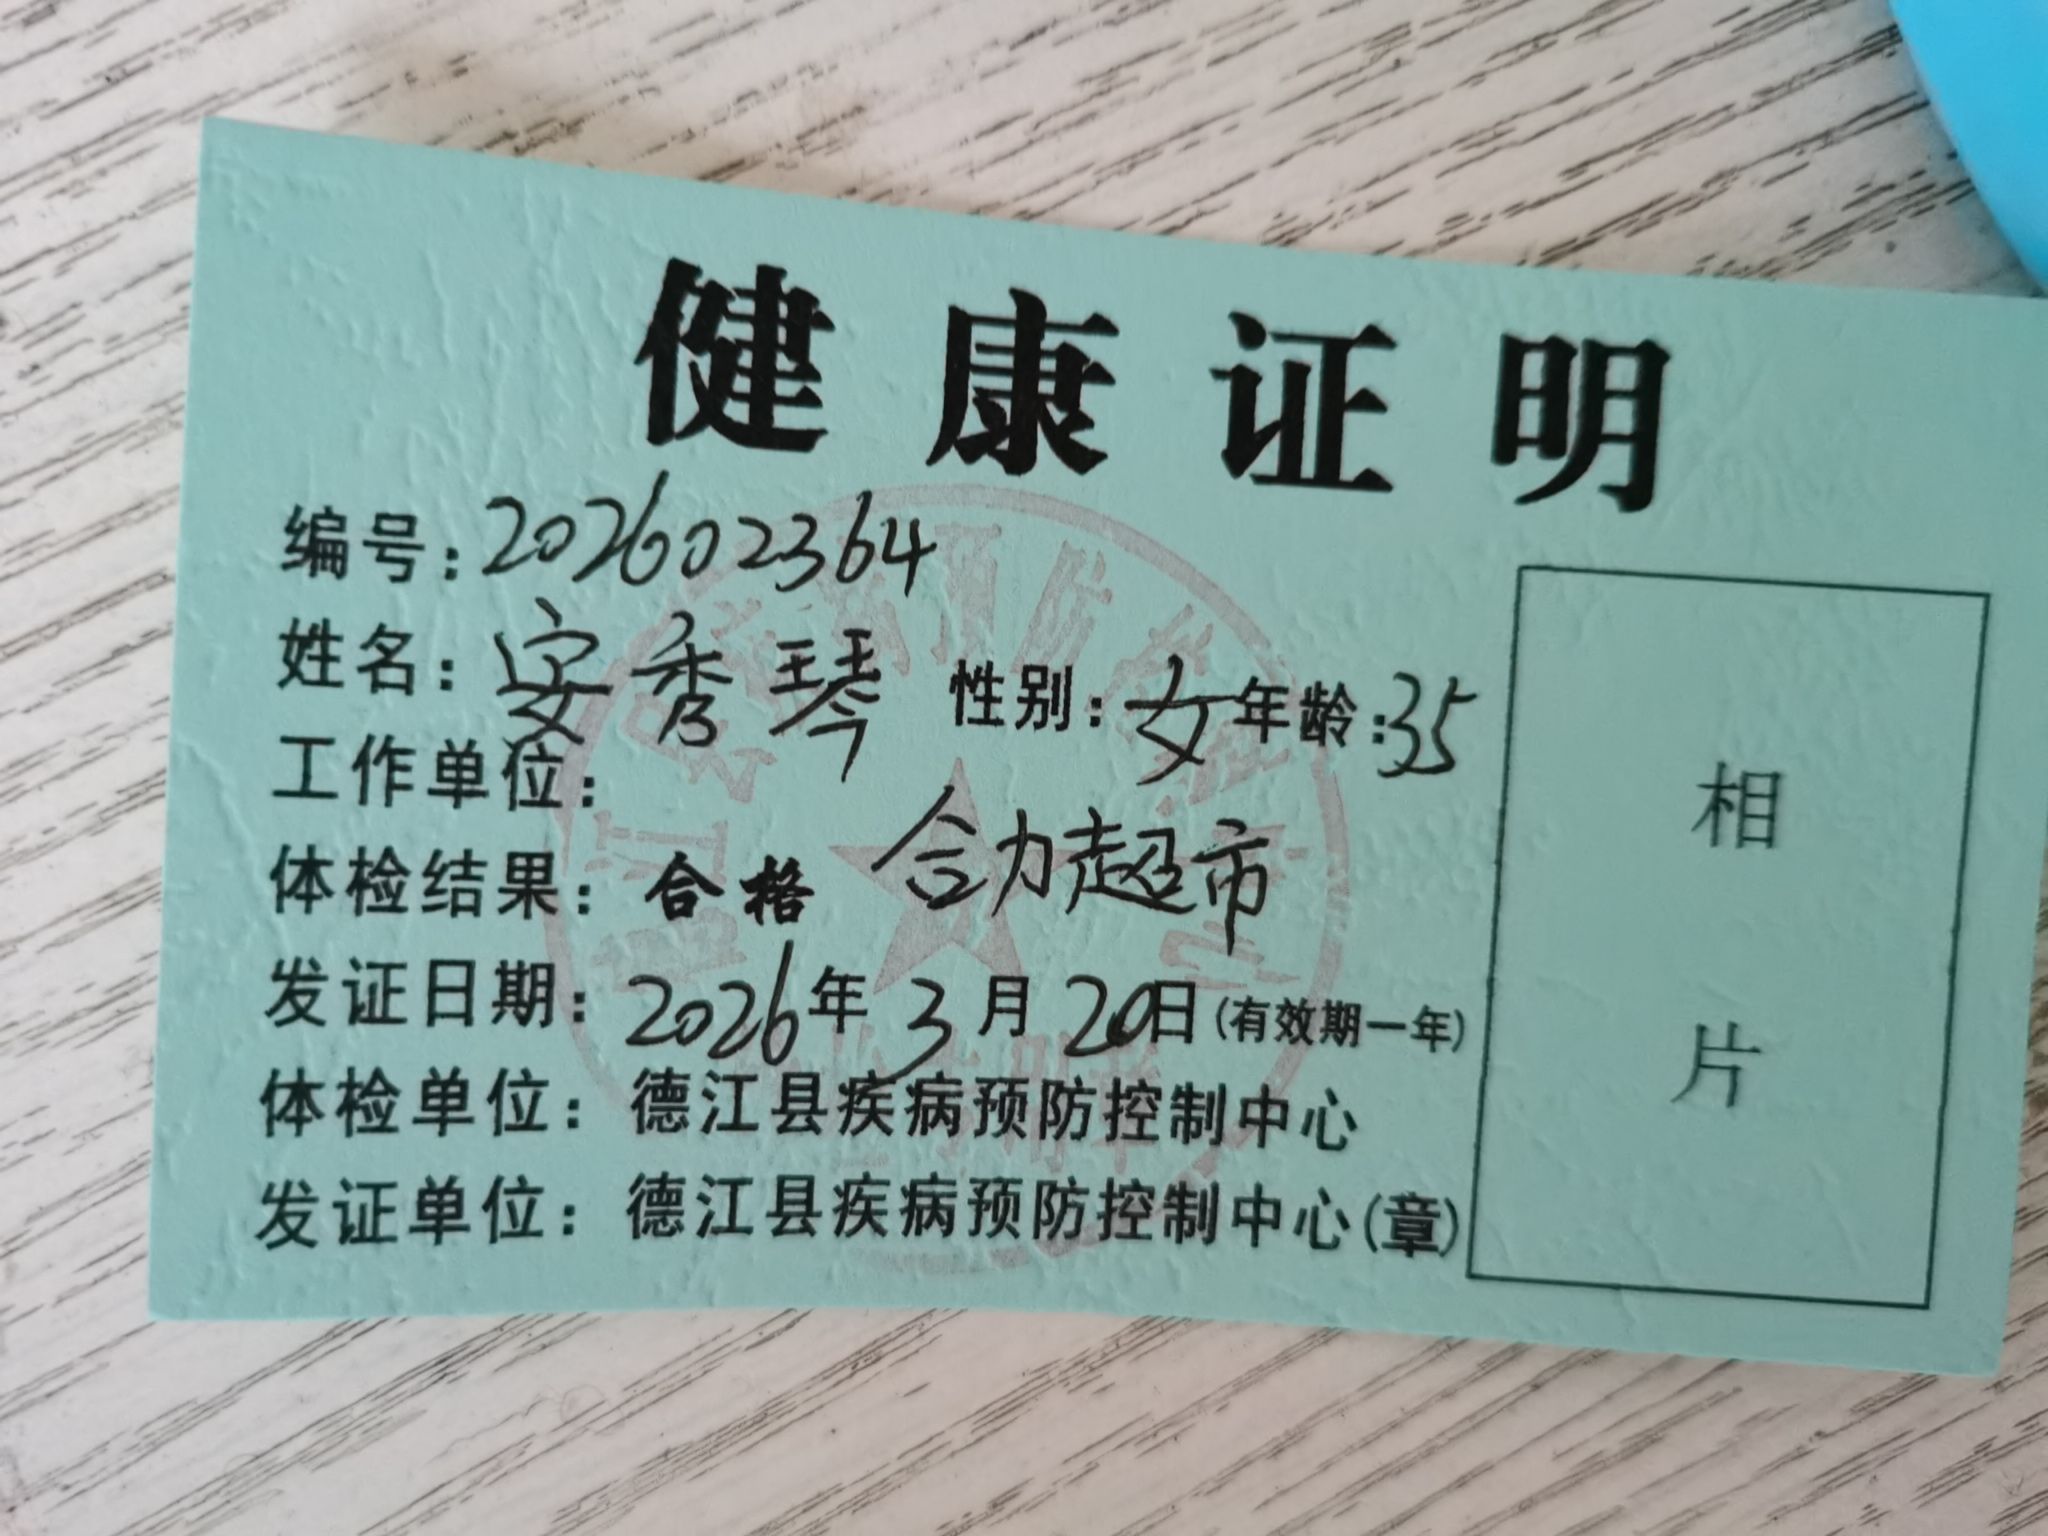 健康证明
编号：202602364
姓名：安秀琴 性别：女 年龄：35
工作单位：合力超市
体检结果：合格
发证日期：2026年3月20日（有效期一年）
体检单位：德江县疾病预防控制中心
发证单位：德江县疾病预防控制中心（章）
相片